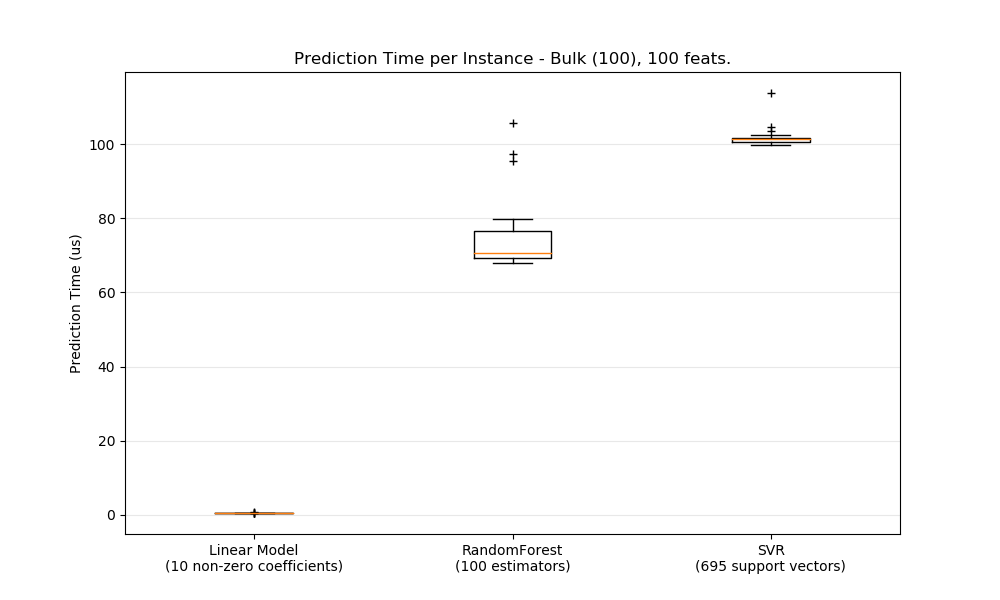 Prediction Time per Instance - Bulk (100), 100 feats.
Prediction Time (us)
100
80
60
40
20
0
Linear Model
(10 non-zero coefficients)
RandomForest
(100 estimators)
SVR
(695 support vectors)